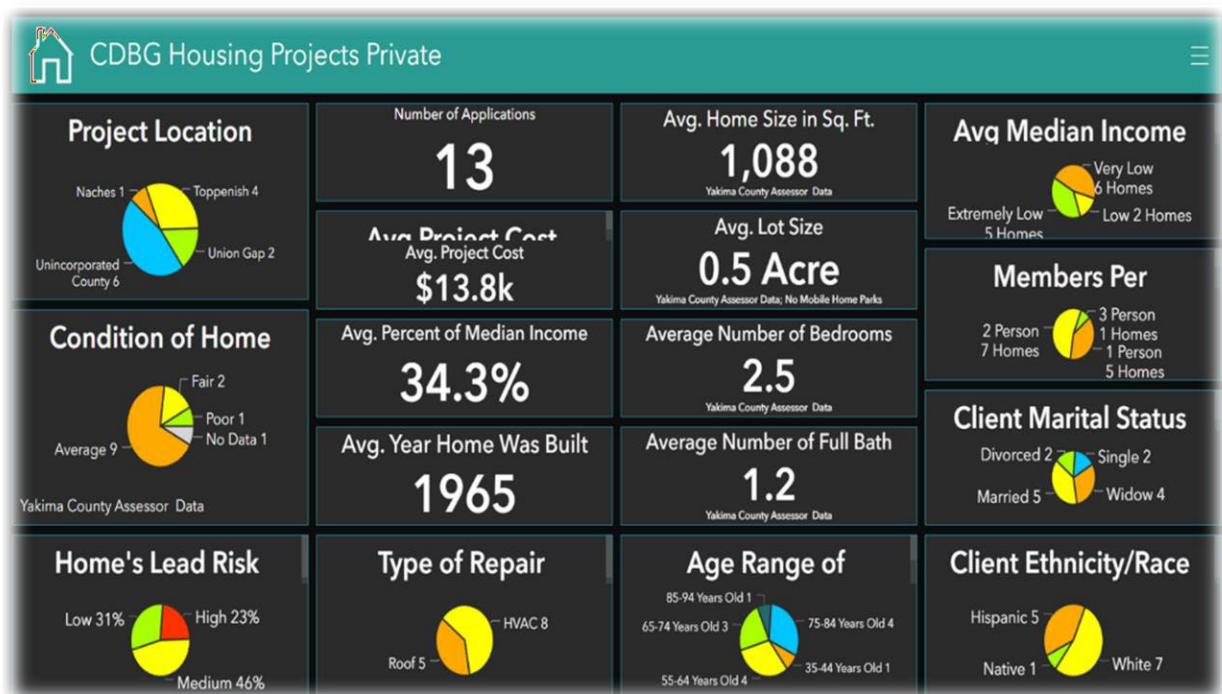 CDBG Housing Projects Private
Project Location
Naches 1
Toppenish 4
Union Gap 2
Unincorporated
County 6
Number of Applications
13
Avg. Home Size in Sq. Ft.
1,088
Yakima County Assessor Data
Avg Median Income
Very Low
6 Homes
Extremely Low
5 Homes
Low 2 Homes
Avg Project Cost
Avg. Project Cost
$13.8k
Avg. Lot Size
0.5 Acre
Yakima County Assessor Data; No Mobile Home Parks
Members Per
3 Person
1 Homes
2 Person
7 Homes
1 Person
5 Homes
Condition of Home
Fair 2
Poor 1
No Data 1
Average 9
Yakima County Assessor Data
Avg. Percent of Median Income
34.3%
Average Number of Bedrooms
2.5
Yakima County Assessor Data
Client Marital Status
Divorced 2
Single 2
Married 5
Widow 4
Avg. Year Home Was Built
1965
Average Number of Full Bath
1.2
Yakima County Assessor Data
Home's Lead Risk
Low 31%
High 23%
Medium 46%
Type of Repair
HVAC 8
Roof 5
Age Range of
85-94 Years Old 1
65-74 Years Old 3
75-84 Years Old 4
35-44 Years Old 1
55-64 Years Old 4
Client Ethnicity/Race
Hispanic 5
Native 1
White 7